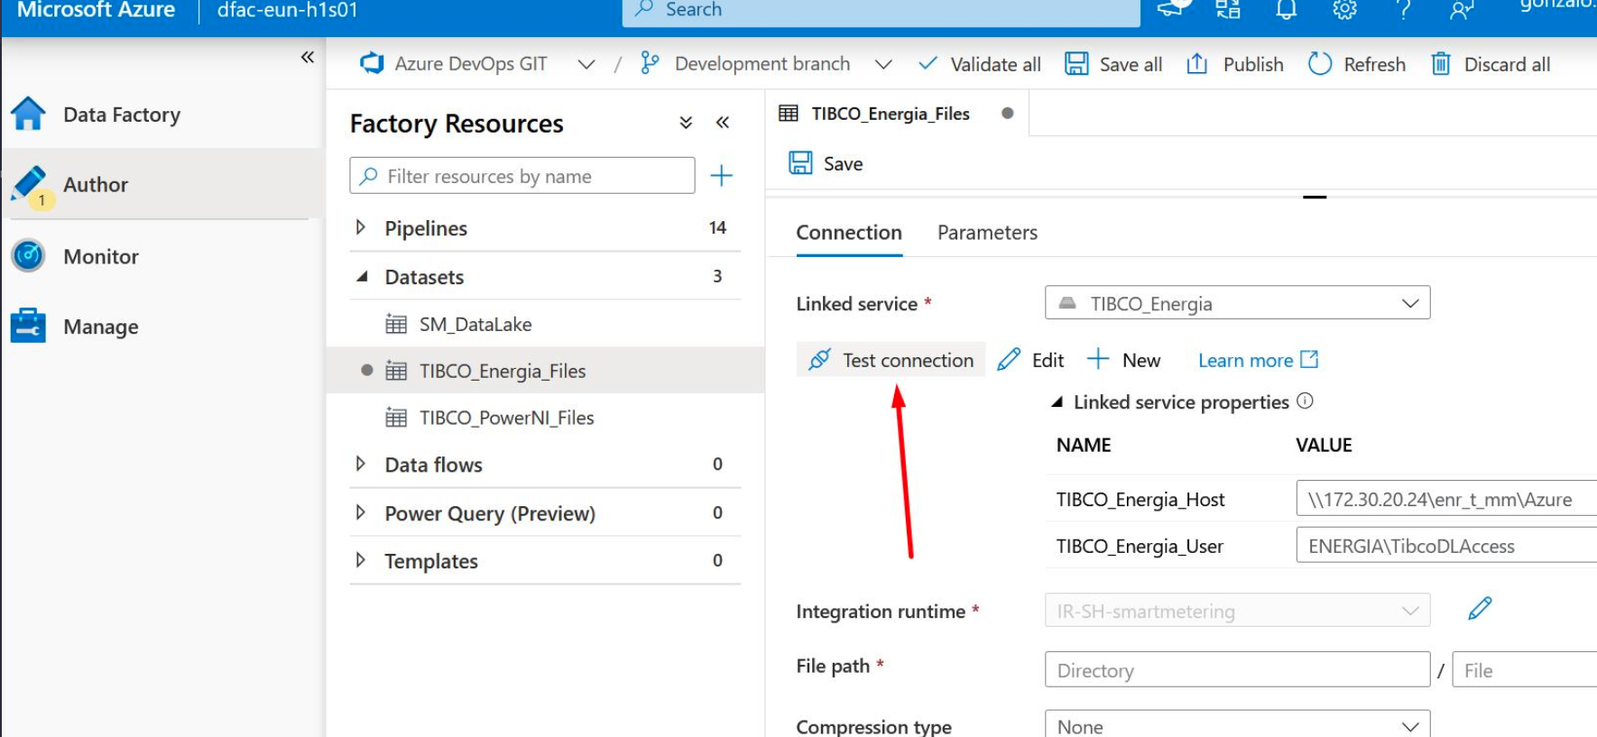 Microsoft Azure
dfac-eun-h1s01
Search
Azure DevOps GIT
/
Development branch
Validate all
Save all
Publish
Refresh
Discard all
Data Factory
Author
1
Monitor
Manage
Factory Resources
Filter resources by name
Pipelines 14
Datasets 3
SM_DataLake
TIBCO_Energia_Files
TIBCO_PowerNI_Files
Data flows 0
Power Query (Preview) 0
Templates 0
TIBCO_Energia_Files
Save
Connection Parameters
Linked service * TIBCO_Energia
Test connection Edit New Learn more
Linked service properties
NAME VALUE
TIBCO_Energia_Host \\172.30.20.24\enr_t_mm\Azure
TIBCO_Energia_User ENERGIA\TibcoDLAccess
Integration runtime * IR-SH-smartmetering
File path * Directory / File
Compression type None